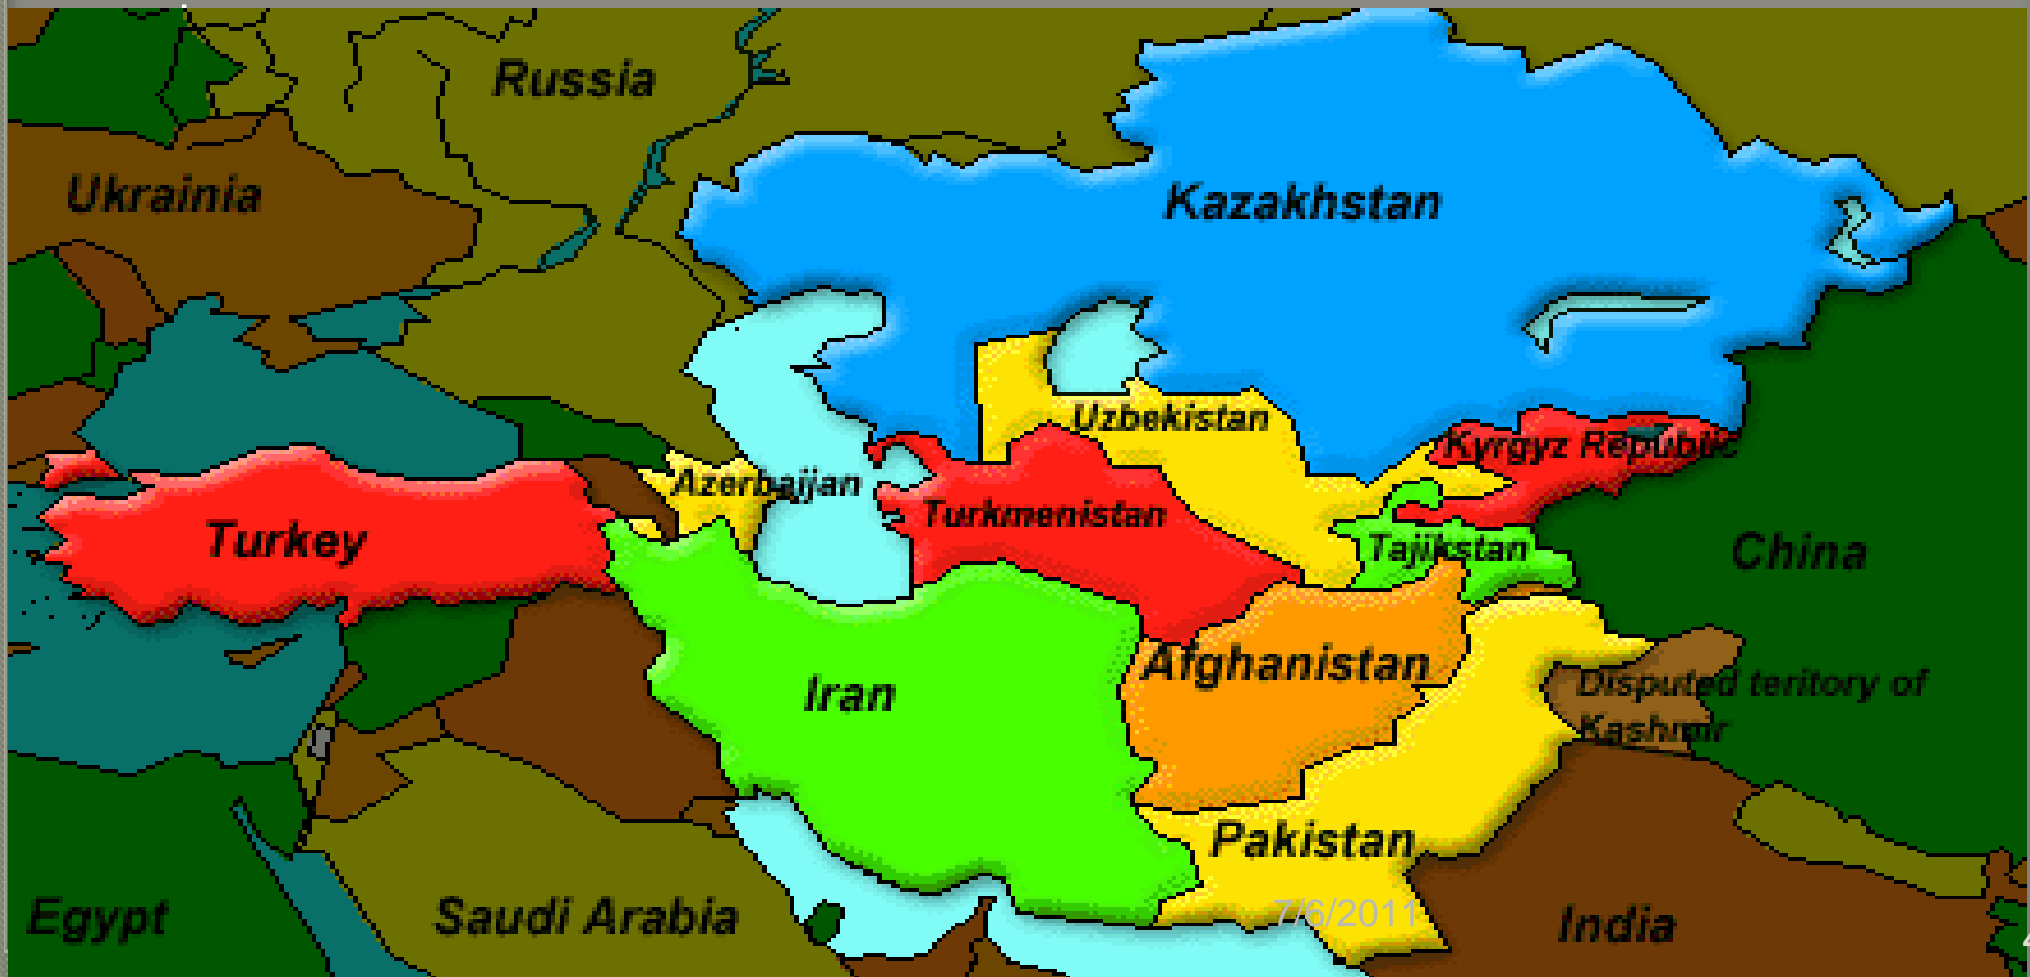 Russia
Ukrainia
Kazakhstan
Uzbekistan
Kyrgyz Republic
Azerbaijan
Turkmenistan
Turkey
Tajikstan
China
Afghanistan
Iran
Disputed teritory of
Kashmir
Pakistan
Egypt
Saudi Arabia
7/6/2011
India